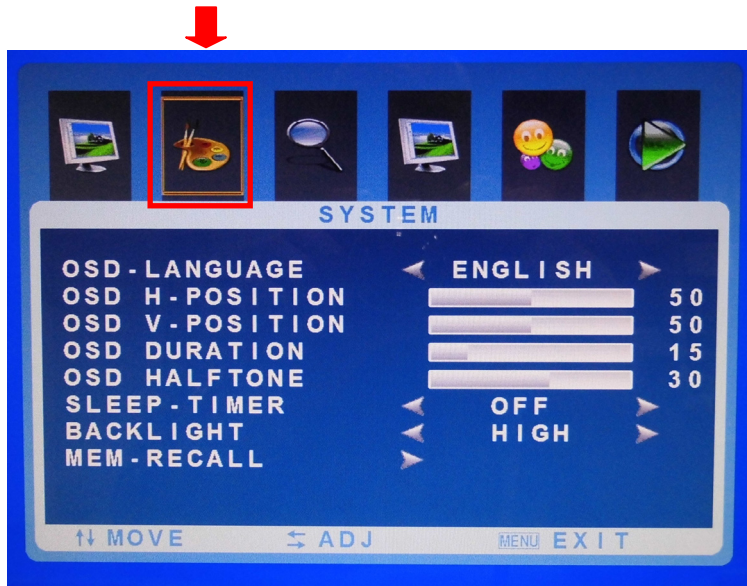 SYSTEM
OSD-LANGUAGE ENGLISH
OSD H-POSITION 50
OSD V-POSITION 50
OSD DURATION 15
OSD HALFTONE 30
SLEEP-TIMER OFF
BACKLIGHT HIGH
MEM-RECALL
↑↓ MOVE ⇆ ADJ MENU EXIT